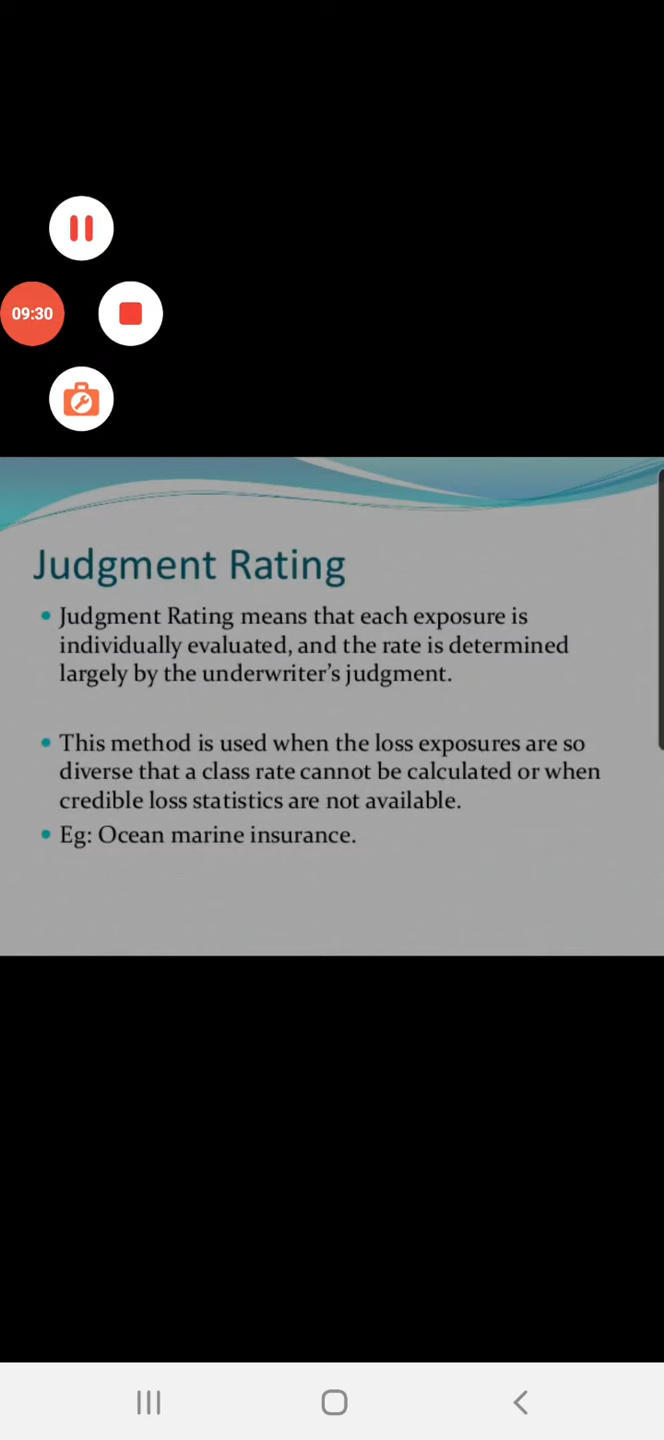 09:30
Judgment Rating
• Judgment Rating means that each exposure is
individually evaluated, and the rate is determined
largely by the underwriter’s judgment.
• This method is used when the loss exposures are so
diverse that a class rate cannot be calculated or when
credible loss statistics are not available.
• Eg: Ocean marine insurance.